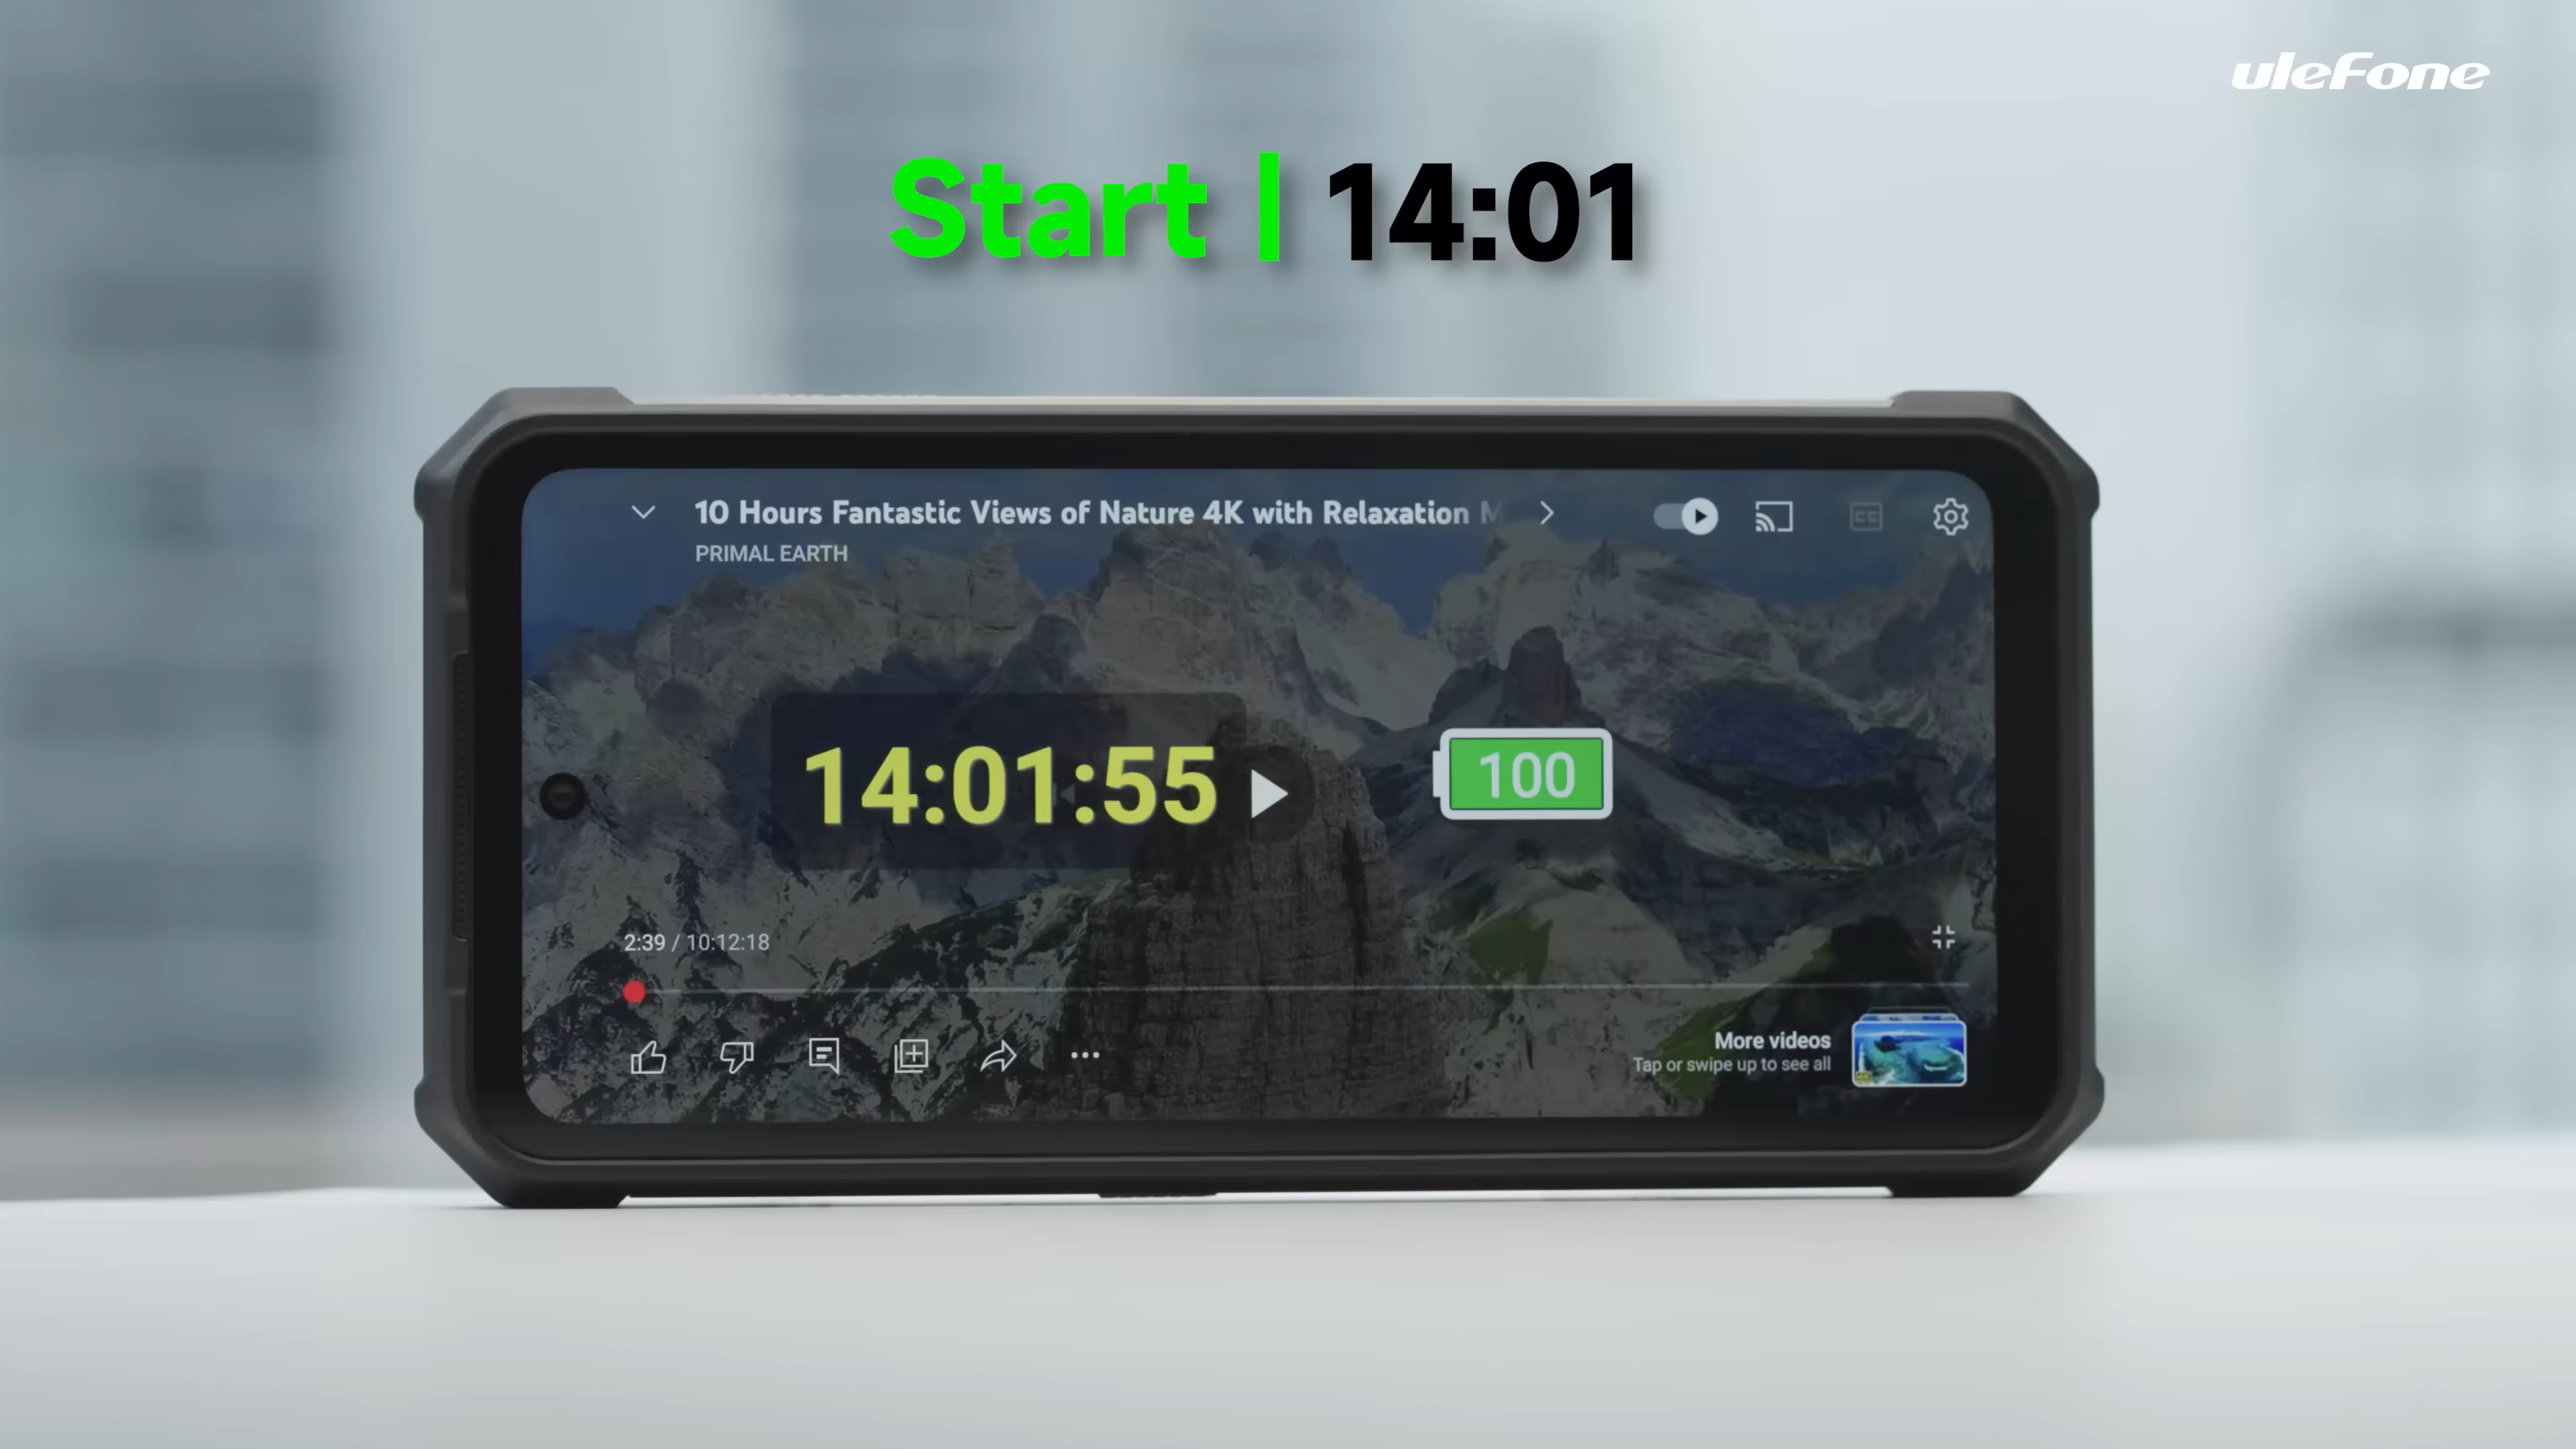 ulefone
Start | 14:01
10 Hours Fantastic Views of Nature 4K with Relaxation M
PRIMAL EARTH
CC
14:01:55
100
2:39 / 10:12:18
More videos
Tap or swipe up to see all